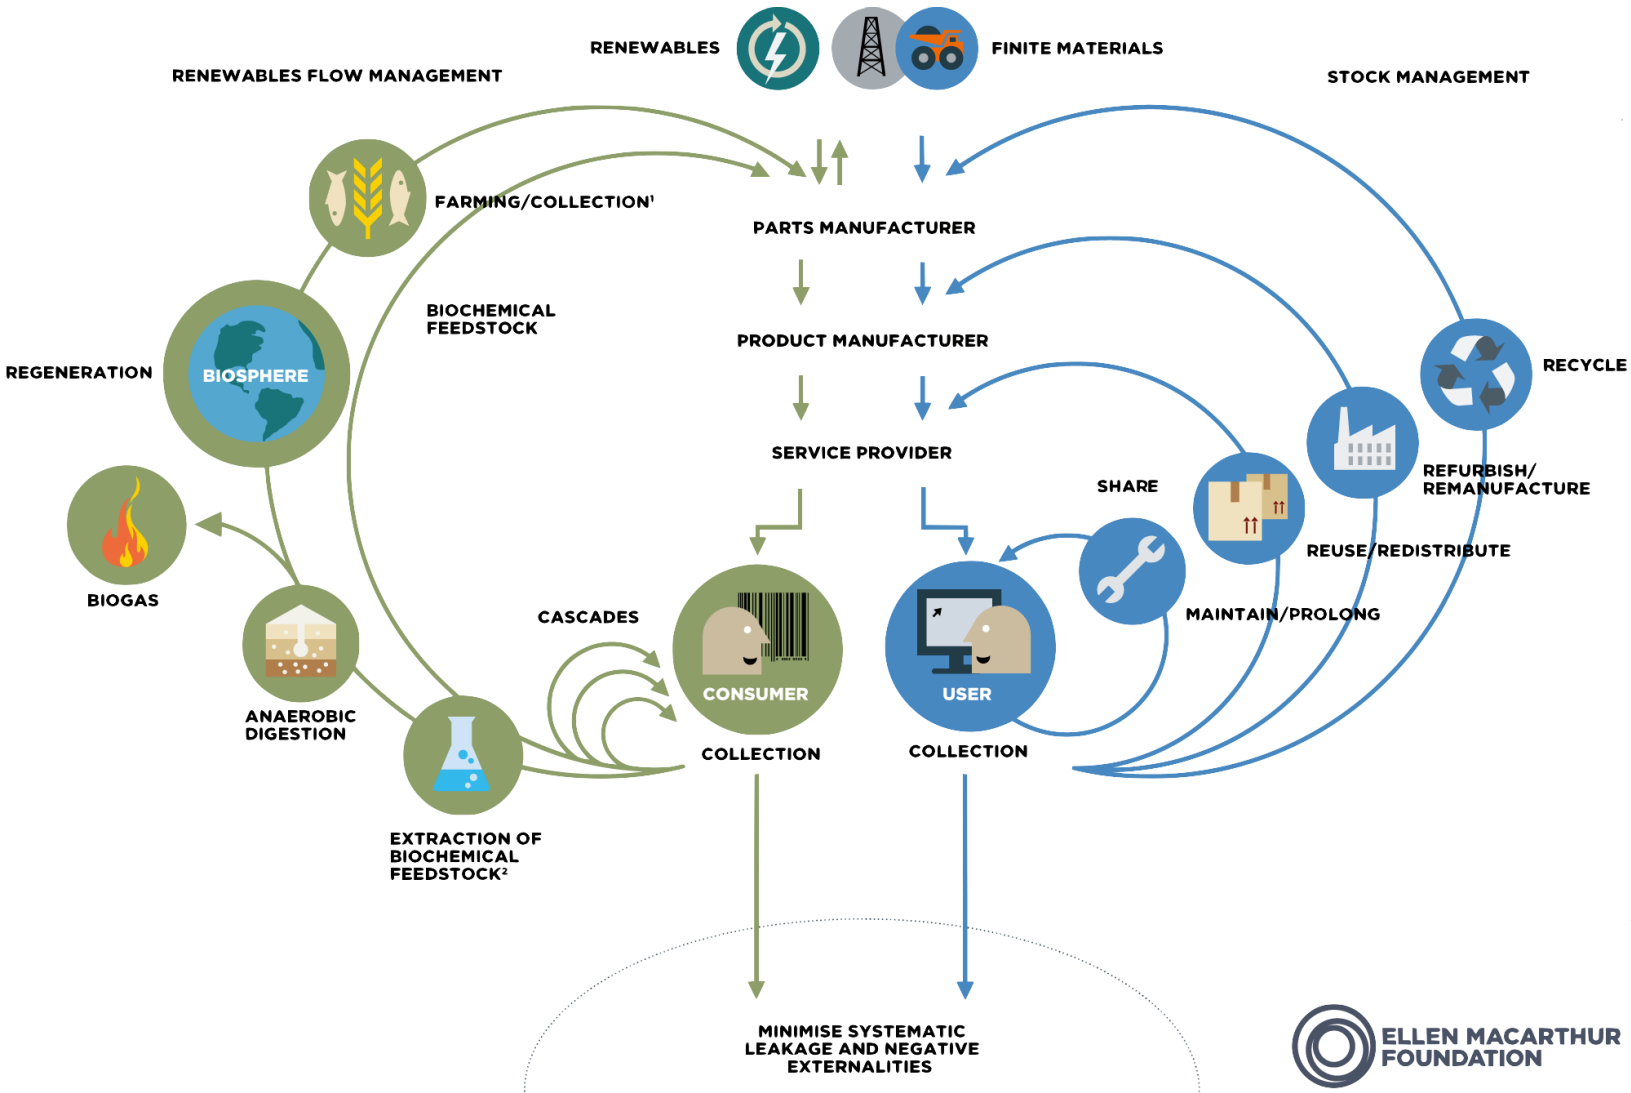 RENEWABLES
FINITE MATERIALS
RENEWABLES FLOW MANAGEMENT
STOCK MANAGEMENT
FARMING/COLLECTION¹
PARTS MANUFACTURER
BIOCHEMICAL
FEEDSTOCK
PRODUCT MANUFACTURER
REGENERATION
BIOSPHERE
RECYCLE
SERVICE PROVIDER
REFURBISH/
REMANUFACTURE
SHARE
REUSE/REDISTRIBUTE
BIOGAS
CASCADES
MAINTAIN/PROLONG
CONSUMER
USER
ANAEROBIC
DIGESTION
COLLECTION
COLLECTION
EXTRACTION OF
BIOCHEMICAL
FEEDSTOCK²
MINIMISE SYSTEMATIC
LEAKAGE AND NEGATIVE
EXTERNALITIES
ELLEN MACARTHUR
FOUNDATION